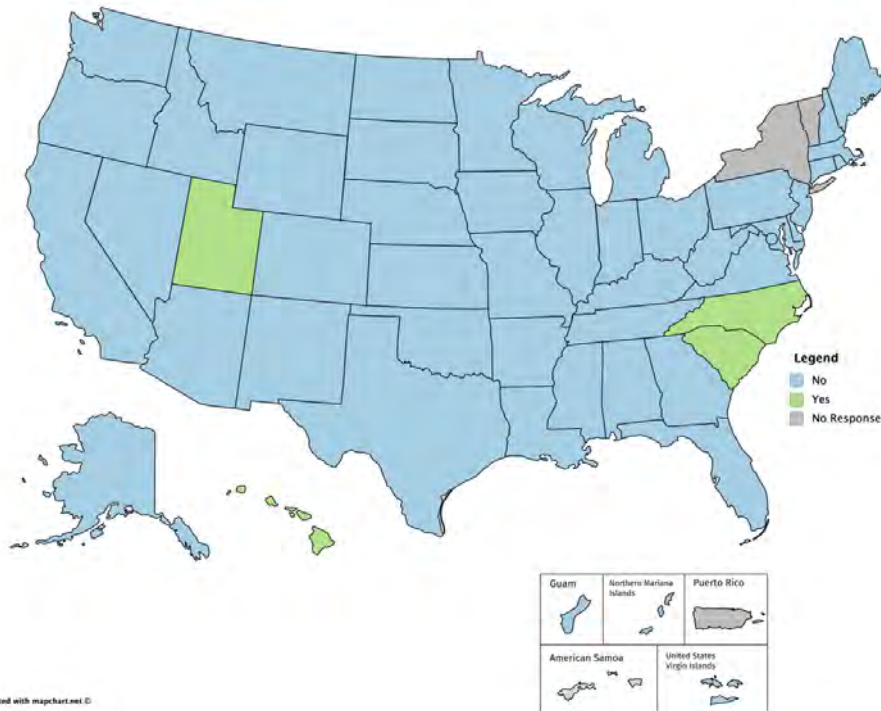 Legend
No
Yes
No Response
Guam
Northern Mariana
Islands
Puerto Rico
American Samoa
United States
Virgin Islands
ted with mapchart.net ©